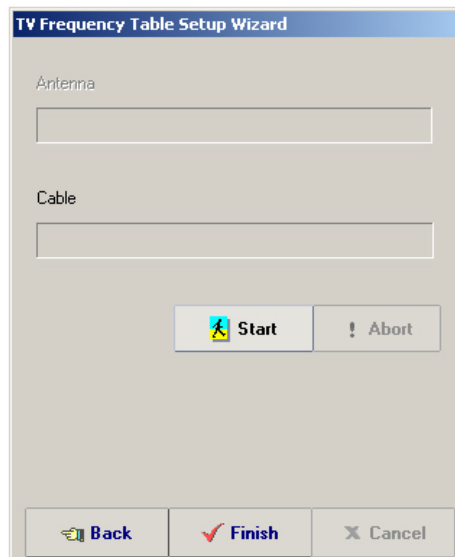 TV Frequency Table Setup Wizard
Antenna
Cable
Start ! Abort
Back Finish X Cancel